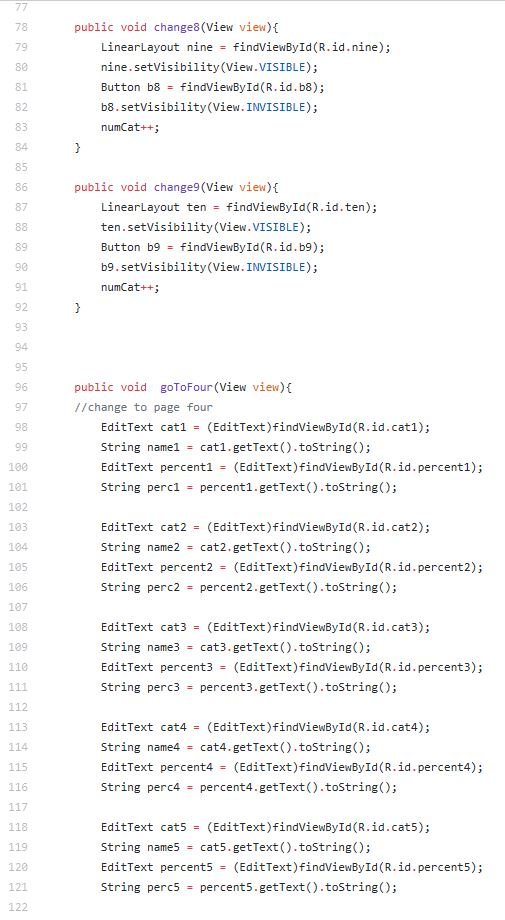 77
78 public void change8(View view){
79 LinearLayout nine = findViewById(R.id.nine);
80 nine.setVisibility(View.VISIBLE);
81 Button b8 = findViewById(R.id.b8);
82 b8.setVisibility(View.INVISIBLE);
83 numCat++;
84 }
85
86 public void change9(View view){
87 LinearLayout ten = findViewById(R.id.ten);
88 ten.setVisibility(View.VISIBLE);
89 Button b9 = findViewById(R.id.b9);
90 b9.setVisibility(View.INVISIBLE);
91 numCat++;
92 }
93
94
95
96 public void  goToFour(View view){
97 //change to page four
98 EditText cat1 = (EditText)findViewById(R.id.cat1);
99 String name1 = cat1.getText().toString();
100 EditText percent1 = (EditText)findViewById(R.id.percent1);
101 String perc1 = percent1.getText().toString();
102
103 EditText cat2 = (EditText)findViewById(R.id.cat2);
104 String name2 = cat2.getText().toString();
105 EditText percent2 = (EditText)findViewById(R.id.percent2);
106 String perc2 = percent2.getText().toString();
107
108 EditText cat3 = (EditText)findViewById(R.id.cat3);
109 String name3 = cat3.getText().toString();
110 EditText percent3 = (EditText)findViewById(R.id.percent3);
111 String perc3 = percent3.getText().toString();
112
113 EditText cat4 = (EditText)findViewById(R.id.cat4);
114 String name4 = cat4.getText().toString();
115 EditText percent4 = (EditText)findViewById(R.id.percent4);
116 String perc4 = percent4.getText().toString();
117
118 EditText cat5 = (EditText)findViewById(R.id.cat5);
119 String name5 = cat5.getText().toString();
120 EditText percent5 = (EditText)findViewById(R.id.percent5);
121 String perc5 = percent5.getText().toString();
122